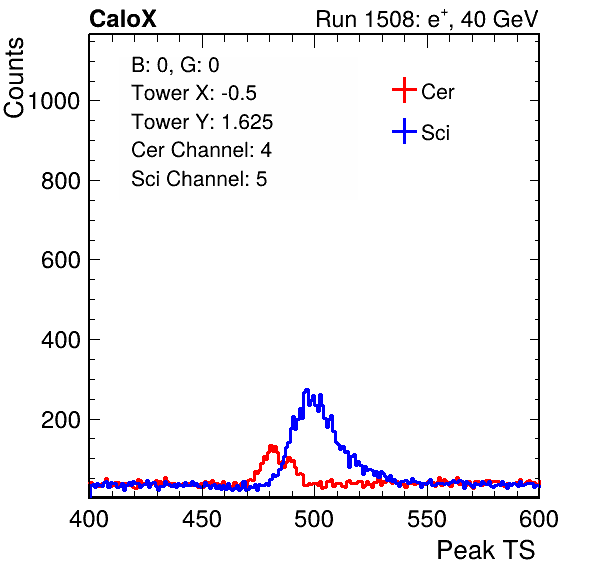 CaloX Run 1508: e⁺, 40 GeV
Counts
B: 0, G: 0
Tower X: -0.5
Tower Y: 1.625
Cer Channel: 4
Sci Channel: 5
Cer
Sci
1000
800
600
400
200
400 450 500 550 600
Peak TS